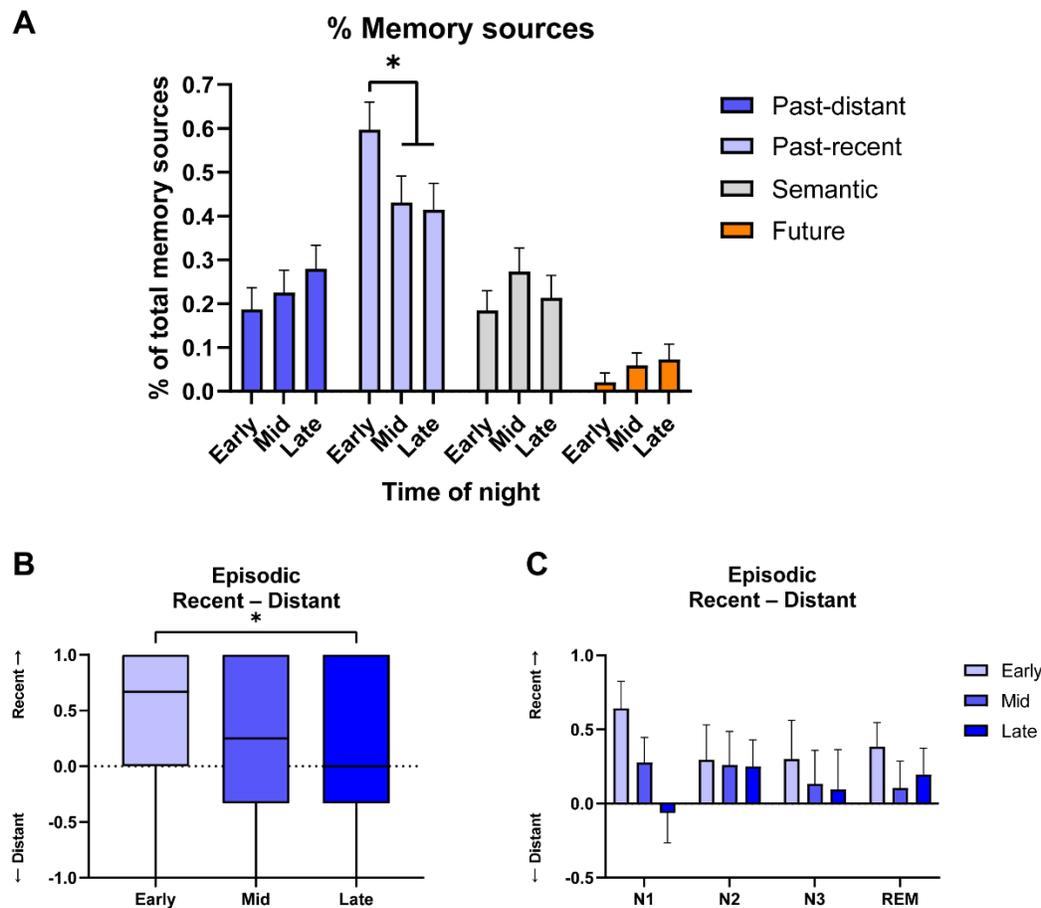 A
% Memory sources
*
% of total memory sources
0.7
0.6
0.5
0.4
0.3
0.2
0.1
0.0
Early Mid Late Early Mid Late Early Mid Late Early Mid Late
Time of night
Past-distant
Past-recent
Semantic
Future
B
Episodic
Recent – Distant
*
← Distant Recent →
1.0
0.5
0.0
-0.5
-1.0
Early Mid Late
C
Episodic
Recent – Distant
← Distant Recent →
1.0
0.5
0.0
-0.5
N1 N2 N3 REM
Early
Mid
Late